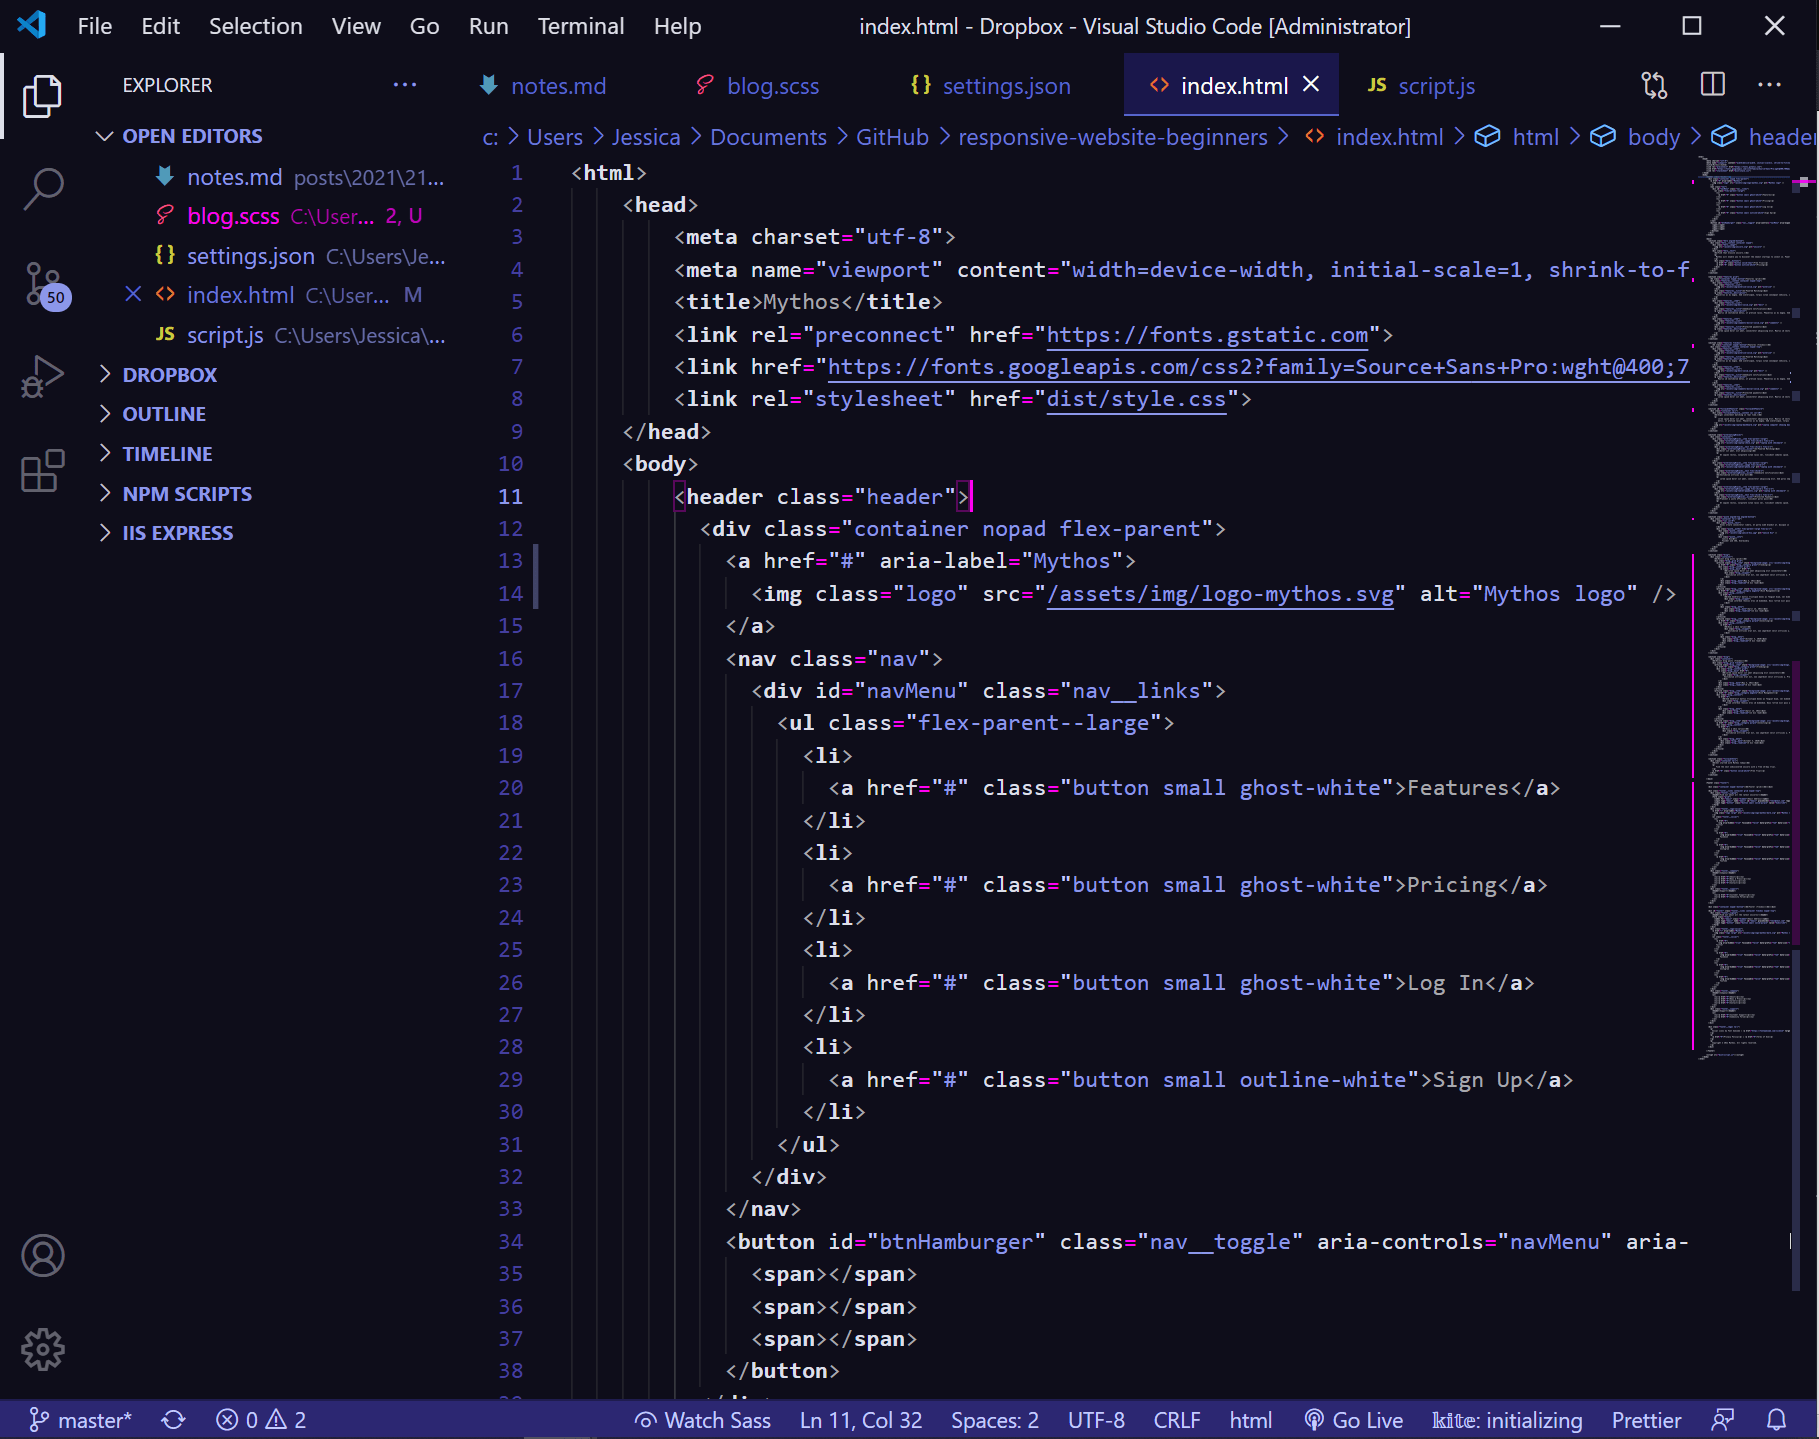 File Edit Selection View Go Run Terminal Help index.html - Dropbox - Visual Studio Code [Administrator]
EXPLORER ···
OPEN EDITORS
notes.md posts\2021\21...
blog.scss C:\User... 2, U
settings.json C:\Users\Je...
index.html C:\User... M
JS script.js C:\Users\Jessica\...
DROPBOX
OUTLINE
TIMELINE
NPM SCRIPTS
IIS EXPRESS
50
notes.md blog.scss {} settings.json <> index.html JS script.js
c: > Users > Jessica > Documents > GitHub > responsive-website-beginners > <> index.html > html > body > header
1 <html>
2 <head>
3 <meta charset="utf-8">
4 <meta name="viewport" content="width=device-width, initial-scale=1, shrink-to-f
5 <title>Mythos</title>
6 <link rel="preconnect" href="https://fonts.gstatic.com">
7 <link href="https://fonts.googleapis.com/css2?family=Source+Sans+Pro:wght@400;7
8 <link rel="stylesheet" href="dist/style.css">
9 </head>
10 <body>
11 <header class="header">
12 <div class="container nopad flex-parent">
13 <a href="#" aria-label="Mythos">
14 <img class="logo" src="/assets/img/logo-mythos.svg" alt="Mythos logo" />
15 </a>
16 <nav class="nav">
17 <div id="navMenu" class="nav__links">
18 <ul class="flex-parent--large">
19 <li>
20 <a href="#" class="button small ghost-white">Features</a>
21 </li>
22 <li>
23 <a href="#" class="button small ghost-white">Pricing</a>
24 </li>
25 <li>
26 <a href="#" class="button small ghost-white">Log In</a>
27 </li>
28 <li>
29 <a href="#" class="button small outline-white">Sign Up</a>
30 </li>
31 </ul>
32 </div>
33 </nav>
34 <button id="btnHamburger" class="nav__toggle" aria-controls="navMenu" aria-
35 <span></span>
36 <span></span>
37 <span></span>
38 </button>
master* 0 2 Watch Sass Ln 11, Col 32 Spaces: 2 UTF-8 CRLF html Go Live kite: initializing Prettier